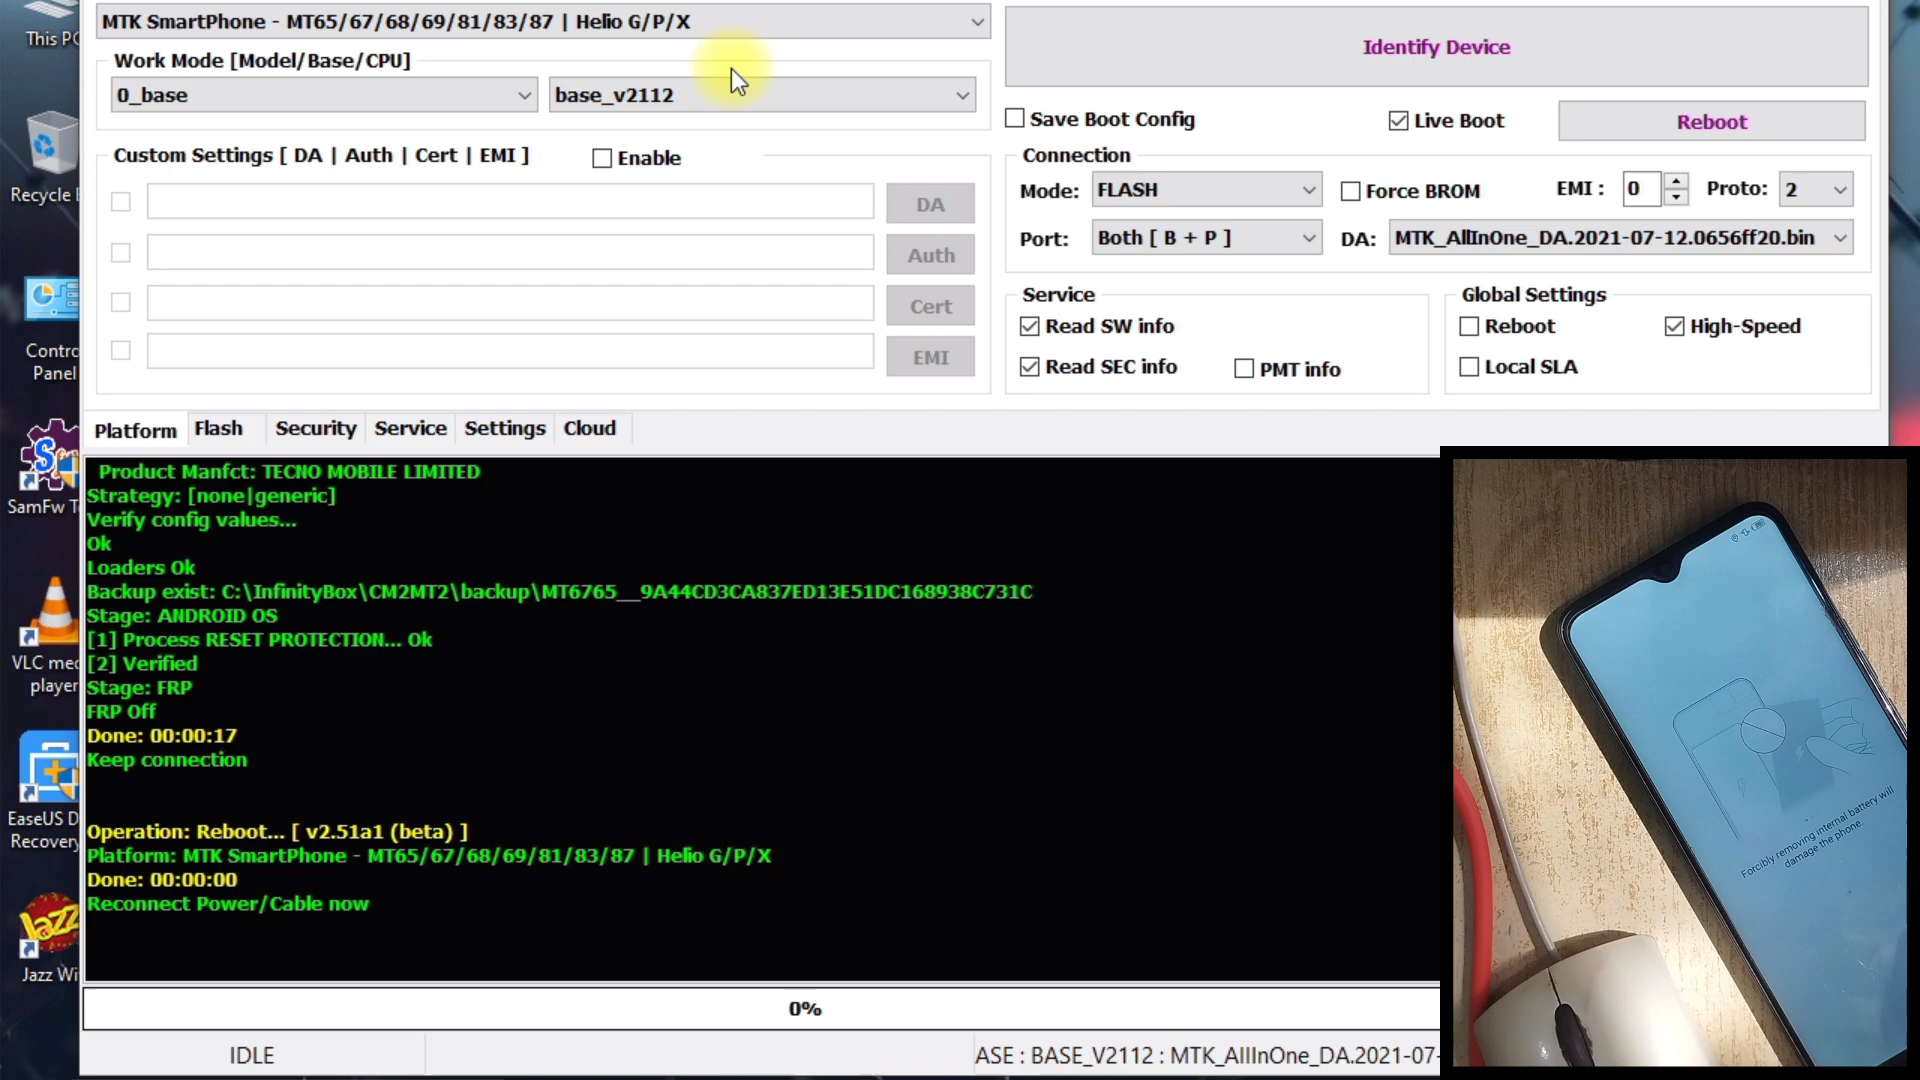 This PC
Recycle
Contro
Panel
SamFw T
VLC med
player
EaseUS D
Recovery
Jazz
Jazz Wi
MTK SmartPhone - MT65/67/68/69/81/83/87 | Helio G/P/X
Work Mode [Model/Base/CPU]
0_base
base_v2112
Custom Settings [ DA | Auth | Cert | EMI ]
Enable
DA
Auth
Cert
EMI
Identify Device
Save Boot Config
Live Boot
Reboot
Connection
Mode:
FLASH
Force BROM
EMI :
0
Proto:
2
Port:
Both [ B + P ]
DA:
MTK_AllInOne_DA.2021-07-12.0656ff20.bin
Service
Read SW info
Read SEC info
PMT info
Global Settings
Reboot
High-Speed
Local SLA
Platform
Flash
Security
Service
Settings
Cloud
Product Manfct: TECNO MOBILE LIMITED
Strategy: [none|generic]
Verify config values...
Ok
Loaders Ok
Backup exist: C:\InfinityBox\CM2MT2\backup\MT6765__9A44CD3CA837ED13E51DC168938C731C
Stage: ANDROID OS
[1] Process RESET PROTECTION... Ok
[2] Verified
Stage: FRP
FRP Off
Done: 00:00:17
Keep connection
Operation: Reboot... [ v2.51a1 (beta) ]
Platform: MTK SmartPhone - MT65/67/68/69/81/83/87 | Helio G/P/X
Done: 00:00:00
Reconnect Power/Cable now
0%
IDLE
ASE : BASE_V2112 : MTK_AllInOne_DA.2021-07-
Forcibly removing internal battery will
damage the phone.